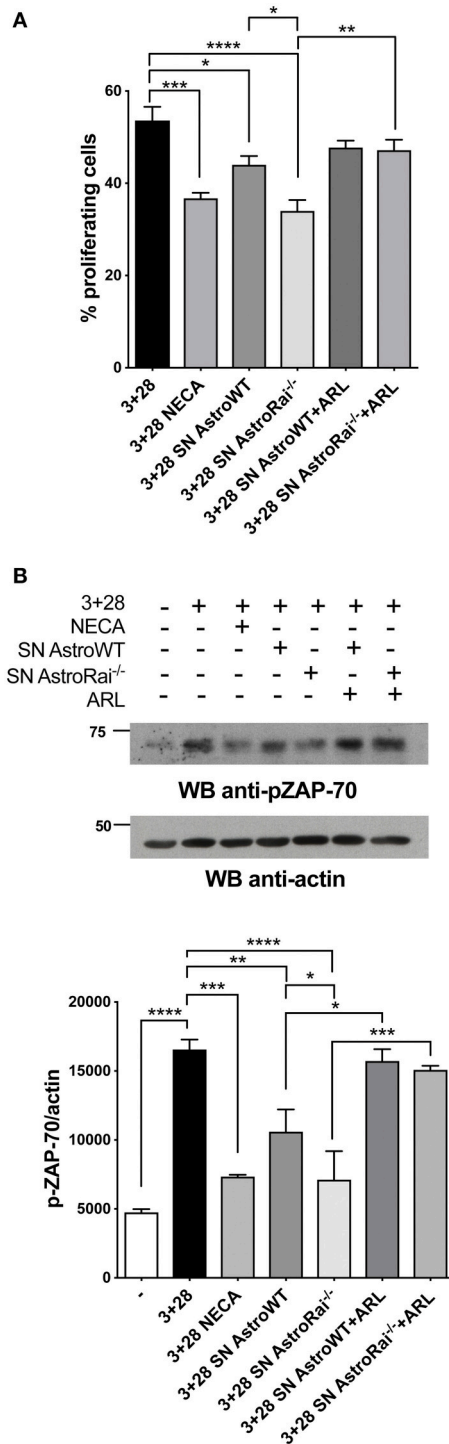 A
*
****
**
*
***
60
40
20
0
% proliferating cells
3+28
3+28 NECA
3+28 SN AstroWT
3+28 SN AstroRai-/-
3+28 SN AstroWT+ARL
3+28 SN AstroRai-/-+ARL
B
3+28 - + + + + + +
NECA - - + - - - -
SN AstroWT - - - + - + -
SN AstroRai-/- - - - - + - +
ARL - - - - - + +
75
WB anti-pZAP-70
50
WB anti-actin
****
**
*
***
*
****
***
20000
15000
10000
5000
0
p-ZAP-70/actin
-
3+28
3+28 NECA
3+28 SN AstroWT
3+28 SN AstroRai-/-
3+28 SN AstroWT+ARL
3+28 SN AstroRai-/-+ARL